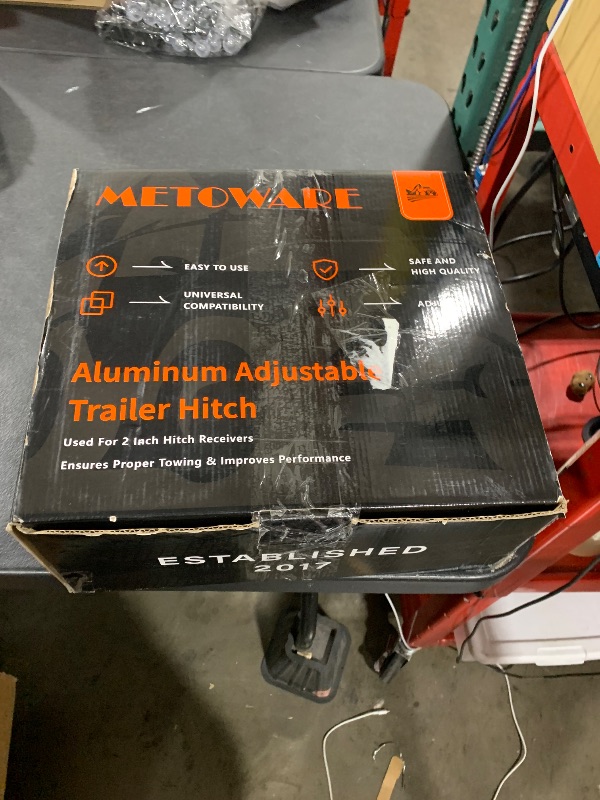 METOWARE
EASY TO USE
SAFE AND
HIGH QUALITY
UNIVERSAL
COMPATIBILITY
Aluminum Adjustable
Trailer Hitch
Used For 2 Inch Hitch Receivers
Ensures Proper Towing & Improves Performance
ESTABLISHED
2017